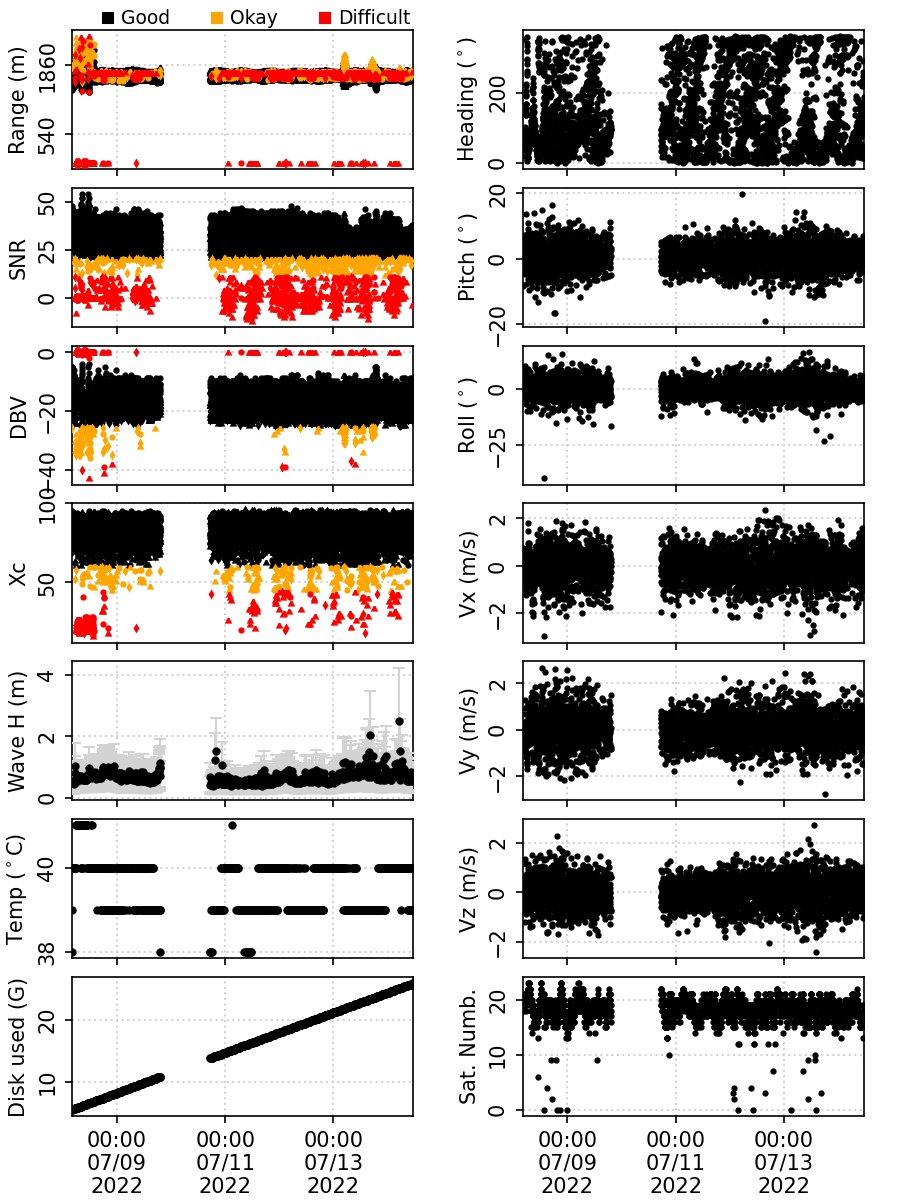 Good Okay Difficult
Range (m)
1860
540
Heading (°)
200
0
SNR
50
25
0
Pitch (°)
20
0
−20
DBV
0
−20
−40
Roll (°)
0
−25
Xc
100
50
Vx (m/s)
2
0
−2
Wave H (m)
4
2
0
Vy (m/s)
2
0
−2
Temp (°C)
40
38
Vz (m/s)
2
0
−2
Disk used (G)
20
10
Sat. Numb.
20
10
0
00:00 00:00 00:00
07/09 07/11 07/13
2022 2022 2022
00:00 00:00 00:00
07/09 07/11 07/13
2022 2022 2022